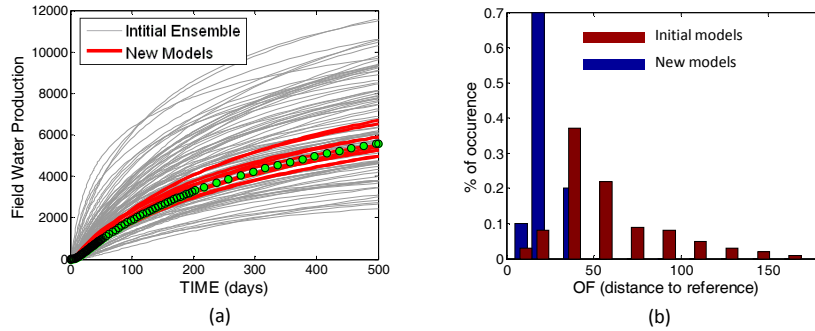 12000
10000
8000
6000
4000
2000
0
Field Water Production
Intitial Ensemble
New Models
0 100 200 300 400 500
TIME (days)
(a)
0.7
0.6
0.5
0.4
0.3
0.2
0.1
0
% of occurence
Initial models
New models
0 50 100 150
OF (distance to reference)
(b)